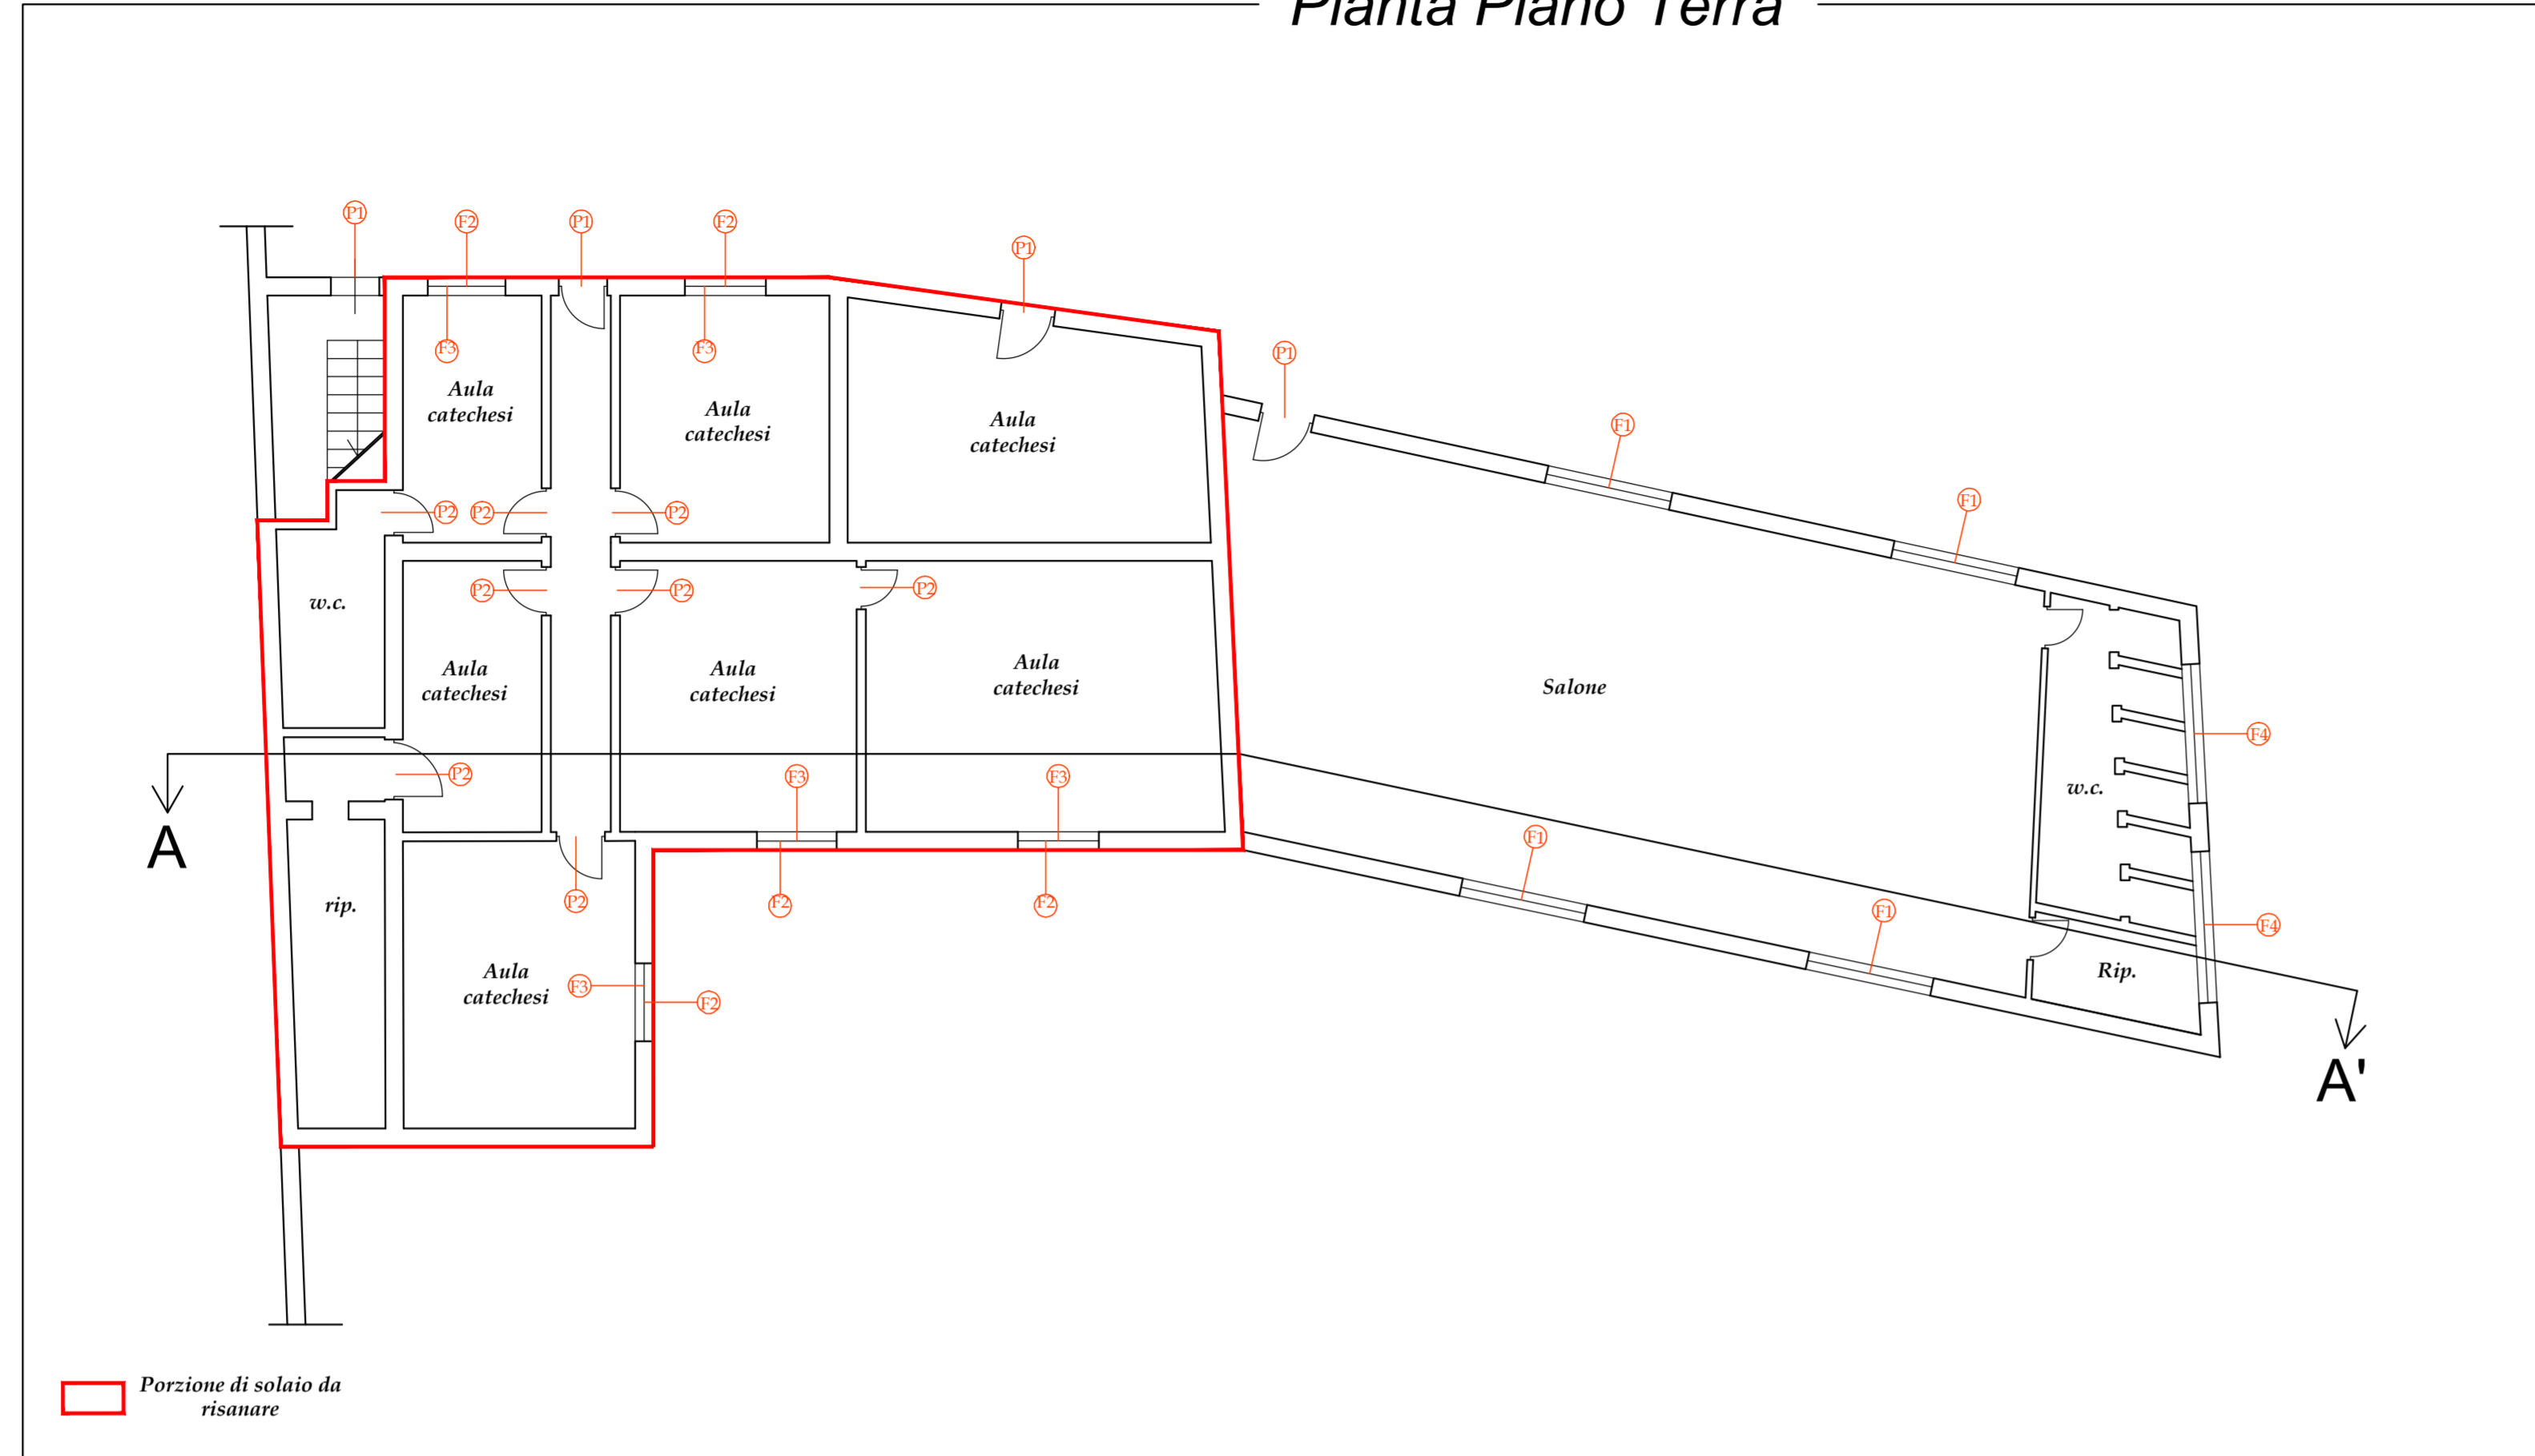 Pianta Piano Terra
P1
F2
P1
F2
P1
P1
F3
F3
Aula
catechesi
Aula
catechesi
Aula
catechesi
F1
F1
P2
P2
P2
P2
P2
P2
w.c.
Aula
catechesi
Aula
catechesi
Aula
catechesi
Salone
F4
w.c.
P2
F3
F3
A
F1
P2
F2
F2
F1
F4
rip.
Aula
catechesi
F3
F2
Rip.
A'
Porzione di solaio da
risanare